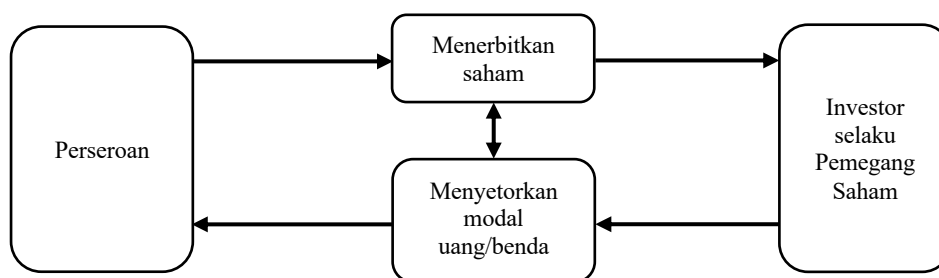 Perseroan
Menerbitkan
saham
Menyetorkan
modal
uang/benda
Investor
selaku
Pemegang
Saham